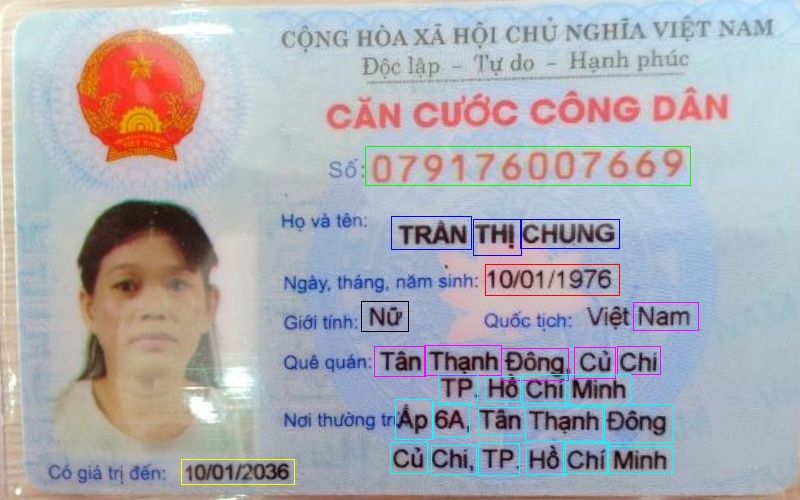 CỘNG HÒA XÃ HỘI CHỦ NGHĨA VIỆT NAM
Độc lập - Tự do - Hạnh phúc
CĂN CƯỚC CÔNG DÂN
Số: 079176007669
Họ và tên: TRẦN THỊ CHUNG
Ngày, tháng, năm sinh: 10/01/1976
Giới tính: Nữ Quốc tịch: Việt Nam
Quê quán: Tân Thạnh Đông, Củ Chi
TP. Hồ Chí Minh
Nơi thường trú: Ấp 6A, Tân Thạnh Đông
Củ Chi, TP. Hồ Chí Minh
Có giá trị đến: 10/01/2036